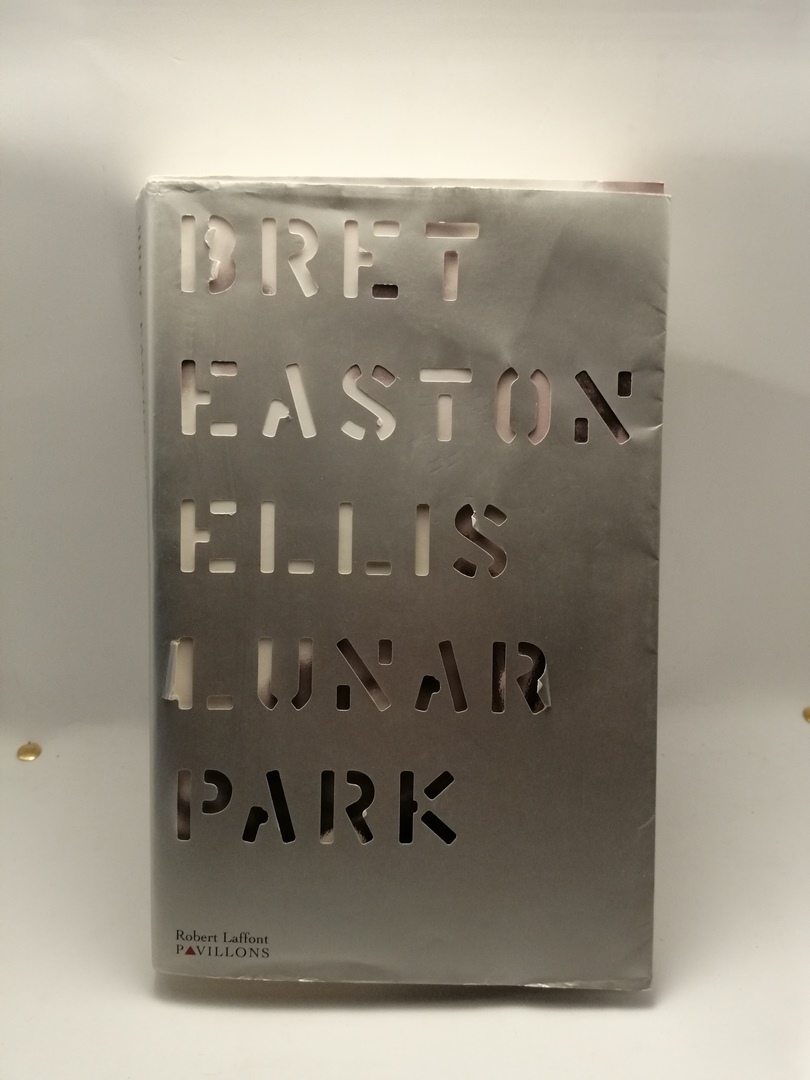 BRET
EASTON
ELLIS
LUNAR
PARK
Robert Laffont
PAVILLONS